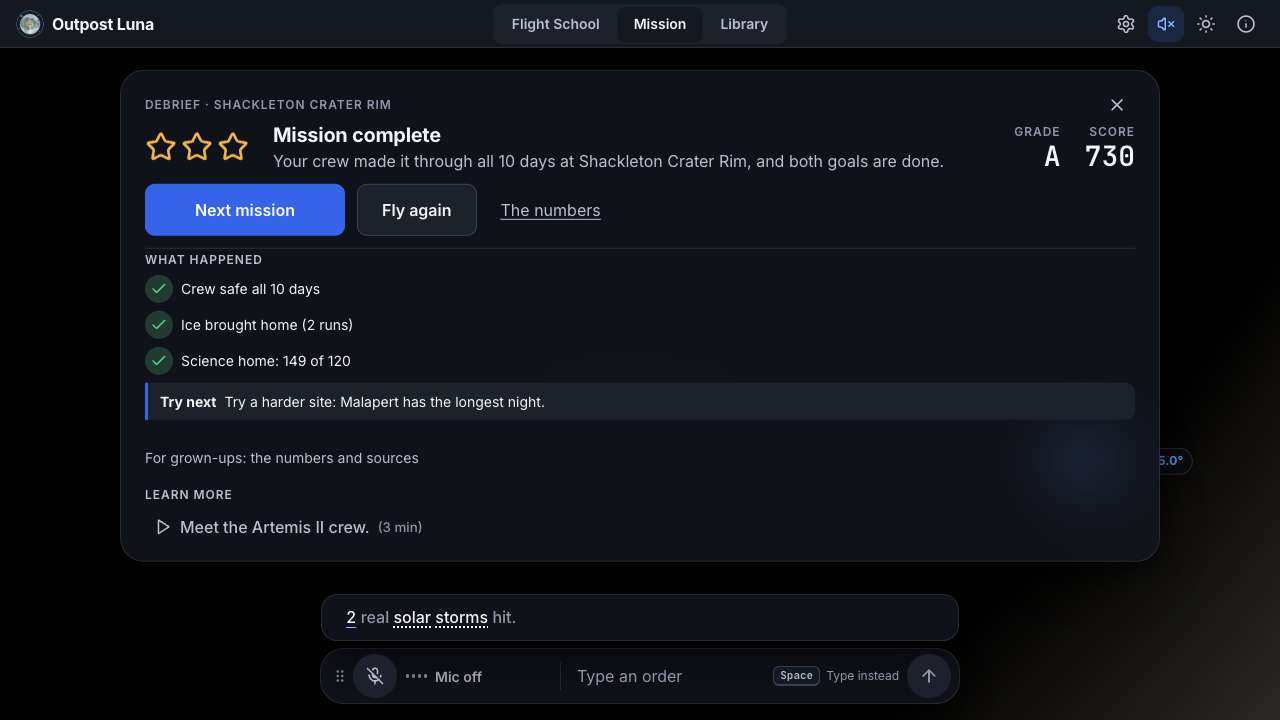 Outpost Luna
Flight School
Mission
Library
DEBRIEF · SHACKLETON CRATER RIM
Mission complete
Your crew made it through all 10 days at Shackleton Crater Rim, and both goals are done.
GRADE
A
SCORE
730
Next mission
Fly again
The numbers
WHAT HAPPENED
Crew safe all 10 days
Ice brought home (2 runs)
Science home: 149 of 120
Try next Try a harder site: Malapert has the longest night.
5.0°
For grown-ups: the numbers and sources
LEARN MORE
Meet the Artemis II crew. (3 min)
2 real solar storms hit.
Mic off
Type an order
Space
Type instead